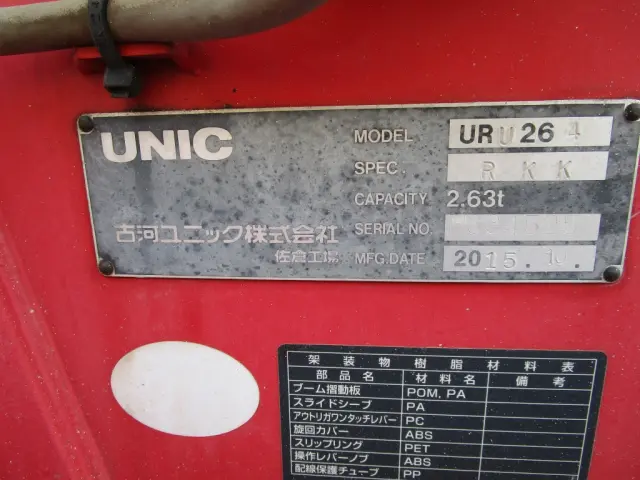 UNIC
MODEL URU264
SPEC. RKK
CAPACITY 2.63t
古河ユニック株式会社
SERIAL NO.
佐倉工場
MFG.DATE 2015.10.
架装物樹脂材料表
部品名 材料名 備考
ブーム摺動板 POM, PA
スライドシーブ PA
アウトリガワンタッチレバー PC
旋回カバー ABS
スリップリング PET
操作レバーノブ ABS
配線保護チューブ PP